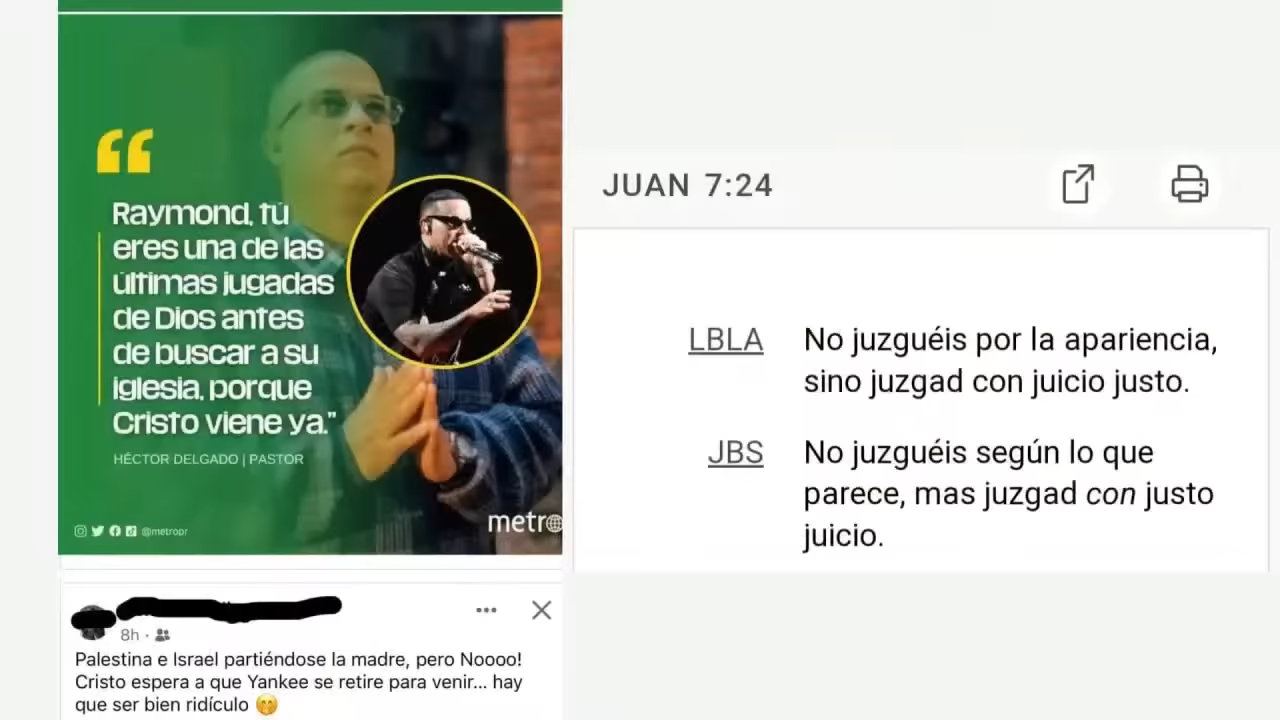 “
Raymond, tú
eres una de las
últimas jugadas
de Dios antes
de buscar a su
iglesia, porque
Cristo viene ya.”
HÉCTOR DELGADO | PASTOR
@metropr
metro
8h ·
Palestina e Israel partiéndose la madre, pero Noooo!
Cristo espera a que Yankee se retire para venir... hay
que ser bien ridículo 🤭
JUAN 7:24
LBLA No juzguéis por la apariencia,
sino juzgad con juicio justo.
JBS No juzguéis según lo que
parece, mas juzgad con justo
juicio.